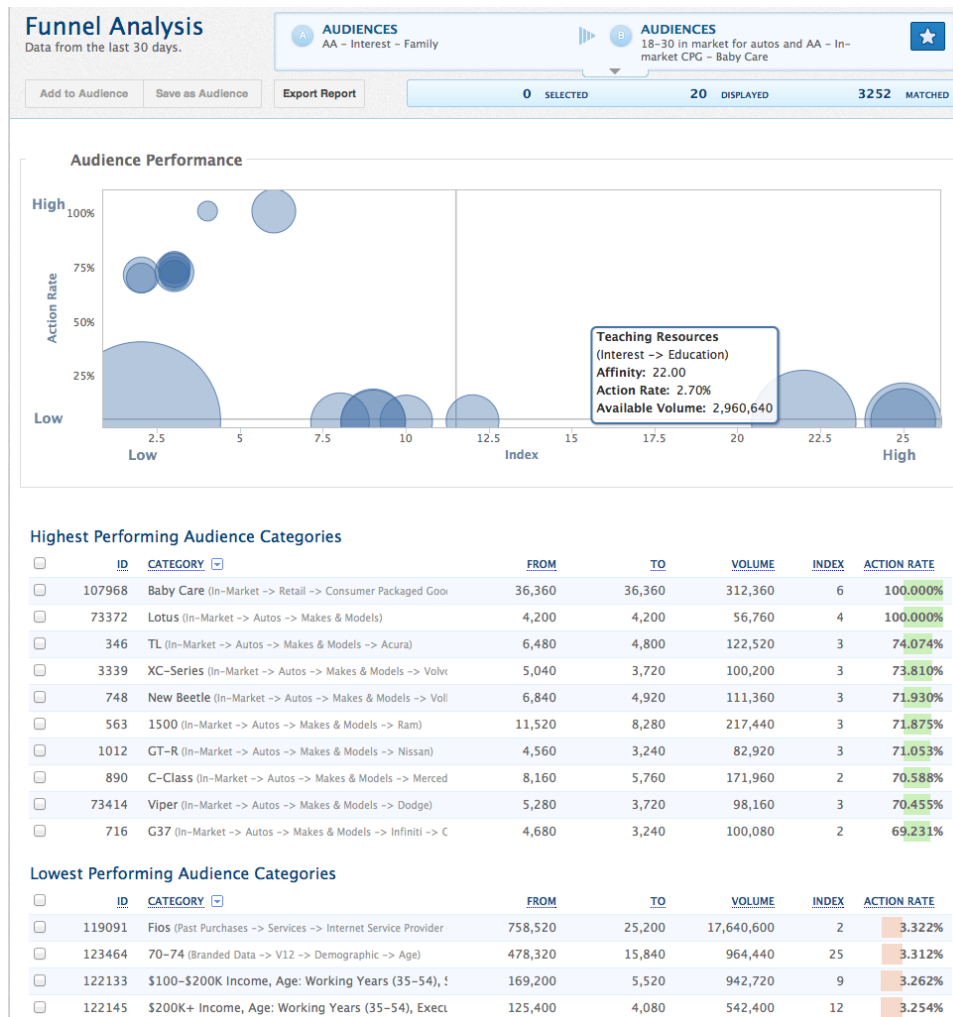 Funnel Analysis
Data from the last 30 days.
A AUDIENCES
AA – Interest – Family
B AUDIENCES
18-30 in market for autos and AA – In-
market CPG – Baby Care
Add to Audience Save as Audience Export Report
0 SELECTED 20 DISPLAYED 3252 MATCHED
Audience Performance
High
100%
75%
50%
25%
Low
Action Rate
Teaching Resources
(Interest -> Education)
Affinity: 22.00
Action Rate: 2.70%
Available Volume: 2,960,640
2.5 5 7.5 10 12.5 15 17.5 20 22.5 25
Low Index High
Highest Performing Audience Categories
ID CATEGORY FROM TO VOLUME INDEX ACTION RATE
107968 Baby Care (In-Market -> Retail -> Consumer Packaged Goo 36,360 36,360 312,360 6 100.000%
73372 Lotus (In-Market -> Autos -> Makes & Models) 4,200 4,200 56,760 4 100.000%
346 TL (In-Market -> Autos -> Makes & Models -> Acura) 6,480 4,800 122,520 3 74.074%
3339 XC-Series (In-Market -> Autos -> Makes & Models -> Volv 5,040 3,720 100,200 3 73.810%
748 New Beetle (In-Market -> Autos -> Makes & Models -> Vol 6,840 4,920 111,360 3 71.930%
563 1500 (In-Market -> Autos -> Makes & Models -> Ram) 11,520 8,280 217,440 3 71.875%
1012 GT-R (In-Market -> Autos -> Makes & Models -> Nissan) 4,560 3,240 82,920 3 71.053%
890 C-Class (In-Market -> Autos -> Makes & Models -> Merced 8,160 5,760 171,960 2 70.588%
73414 Viper (In-Market -> Autos -> Makes & Models -> Dodge) 5,280 3,720 98,160 3 70.455%
716 G37 (In-Market -> Autos -> Makes & Models -> Infiniti -> 4,680 3,240 100,080 2 69.231%
Lowest Performing Audience Categories
ID CATEGORY FROM TO VOLUME INDEX ACTION RATE
119091 Fios (Past Purchases -> Services -> Internet Service Provider 758,520 25,200 17,640,600 2 3.322%
123464 70-74 (Branded Data -> V12 -> Demographic -> Age) 478,320 15,840 964,440 25 3.312%
122133 $100-$200K Income, Age: Working Years (35-54), 169,200 5,520 942,720 9 3.262%
122145 $200K+ Income, Age: Working Years (35-54), Execu 125,400 4,080 542,400 12 3.254%